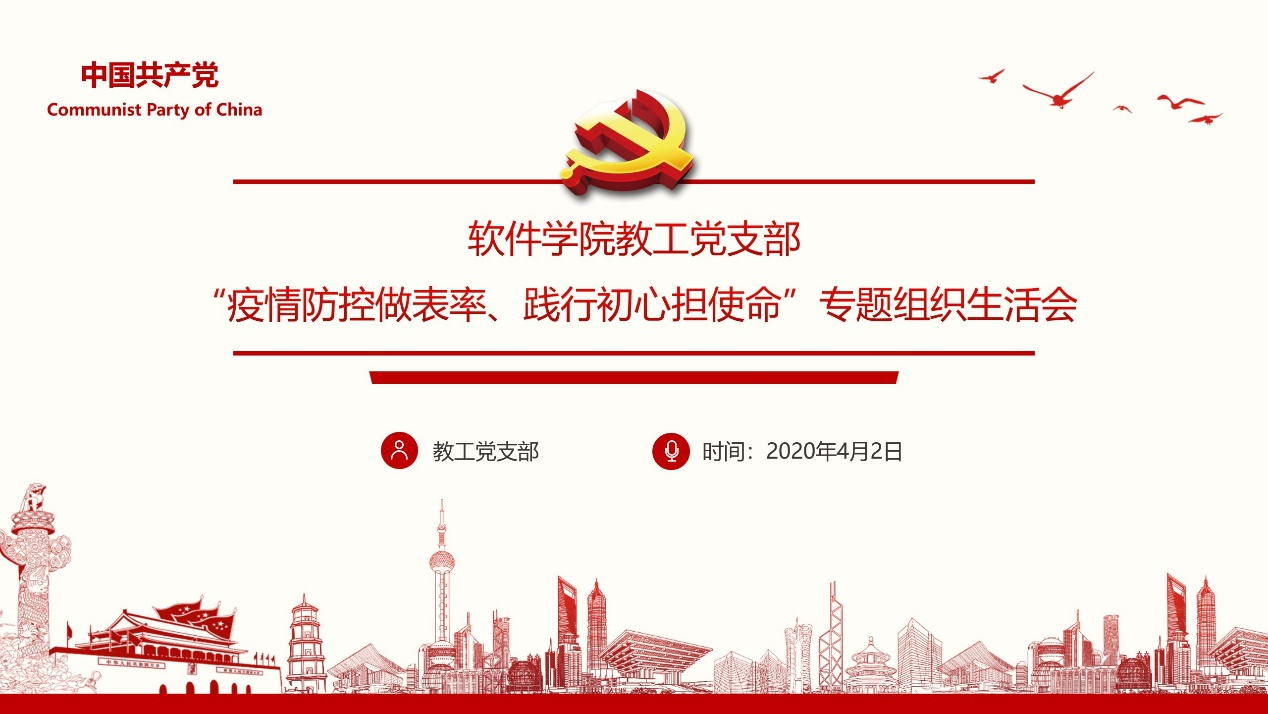 中国共产党
Communist Party of China
软件学院教工党支部
“疫情防控做表率、践行初心担使命”专题组织生活会
教工党支部
时间：2020年4月2日